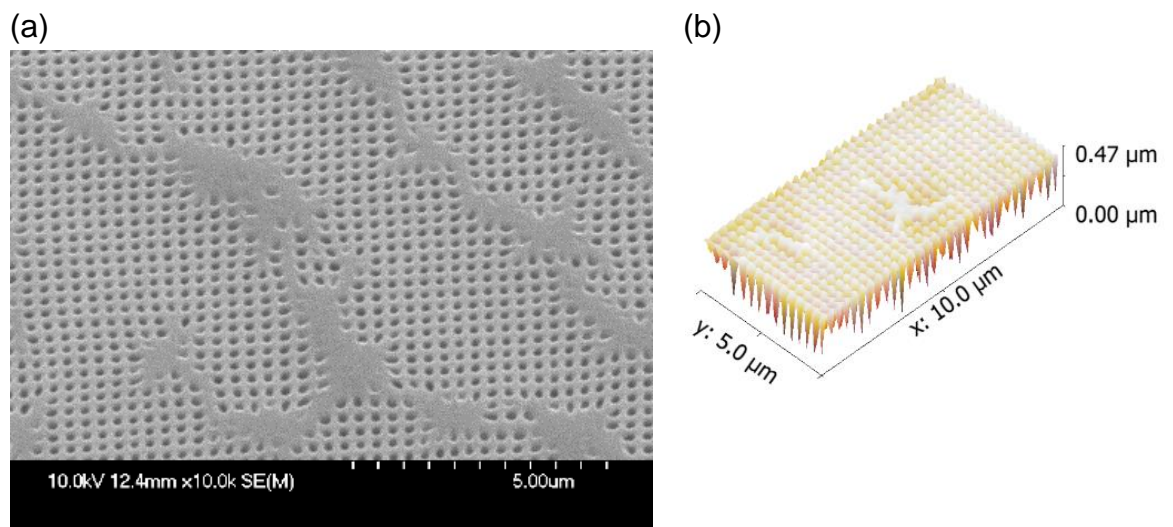 (a)
(b)
0.47 µm
0.00 µm
x: 10.0 µm
y: 5.0 µm
10.0kV 12.4mm x10.0k SE(M)
5.00um